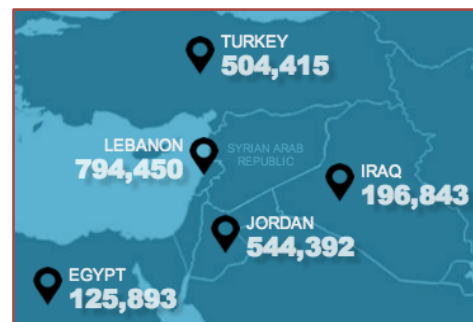 TURKEY
504,415
LEBANON
794,450
SYRIAN ARAB
REPUBLIC
IRAQ
196,843
JORDAN
544,392
EGYPT
125,893